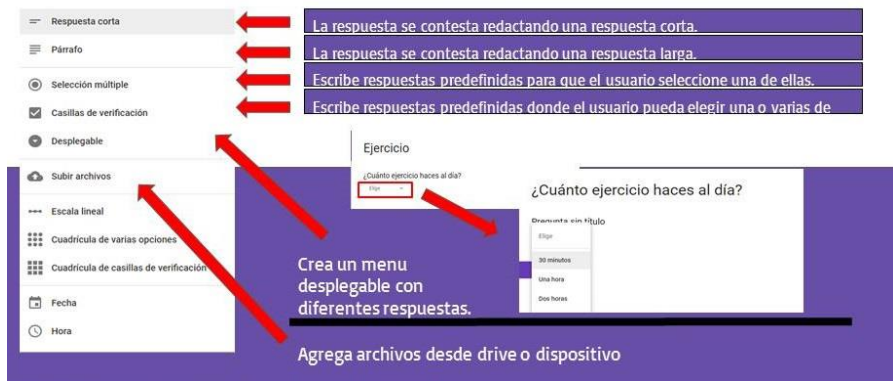 Respuesta corta
Párrafo
Selección múltiple
Casillas de verificación
Desplegable
Subir archivos
Escala lineal
Cuadrícula de varias opciones
Cuadrícula de casillas de verificación
Fecha
Hora
La respuesta se contesta redactando una respuesta corta.
La respuesta se contesta redactando una respuesta larga.
Escribe respuestas predefinidas para que el usuario seleccione una de ellas.
Escribe respuestas predefinidas donde el usuario pueda elegir una o varias de
Ejercicio
¿Cuánto ejercicio haces al día?
Elige
¿Cuánto ejercicio haces al día?
Pregunta sin título
Elige
30 minutos
Una hora
Dos horas
Crea un menu
desplegable con
diferentes respuestas.
Agrega archivos desde drive o dispositivo